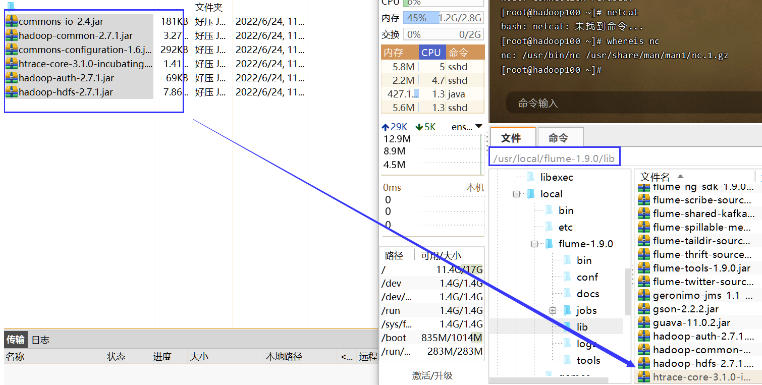 文件夹
commons-io-2.4.jar 181KB 好压 J... 2022/6/24, 11...
hadoop-common-2.7.1.jar 3.27... 好压 J... 2022/6/24, 11...
commons-configuration-1.6.j... 292KB 好压 J... 2022/6/24, 11...
htrace-core-3.1.0-incubating.... 1.41... 好压 J... 2022/6/24, 11...
hadoop-auth-2.7.1.jar 69KB 好压 J... 2022/6/24, 11...
hadoop-hdfs-2.7.1.jar 7.86... 好压 J... 2022/6/24, 11...
传输 日志
名称 状态 进度 大小 本地路径 <... 远程
CPU 6%
内存 45% 1.2G/2.8G
交换 0% 0/2G
内存 CPU 命令
5.8M 5 sshd
2.2M 4.7 sshd
427.1... 1.3 java
5.6M 1.3 sshd
29K 5K ens...
12.9M
8.9M
4.5M
0ms 本机
0
0
0
路径 可用/大小
/ 11.4G/17G
/dev 1.4G/1.4G
/dev/... 1.4G/1.4G
/run 1.4G/1.4G
/sys/f... 1.4G/1.4G
/boot 835M/1014M
/run/... 283M/283M
激活/升级
[root@hadoop100 ~]# netcat
bash: netcat: 未找到命令...
[root@hadoop100 ~]# whereis nc
nc: /usr/bin/nc /usr/share/man/man1/nc.1.gz
[root@hadoop100 ~]#
命令输入
文件 命令
/usr/local/flume-1.9.0/lib
libexec
local
bin
etc
flume-1.9.0
bin
conf
docs
jobs
lib
logs
tools
文件名
flume-ng-sdk-1.9.0...
flume-scribe-sourc...
flume-shared-kafka...
flume-spillable-me...
flume-taildir-sourc...
flume-thrift-source...
flume-tools-1.9.0.jar
flume-twitter-sourc...
geronimo-jms_1.1_...
gson-2.2.2.jar
guava-11.0.2.jar
hadoop-auth-2.7.1....
hadoop-common-...
hadoop-hdfs-2.7.1....
htrace-core-3.1.0-i...